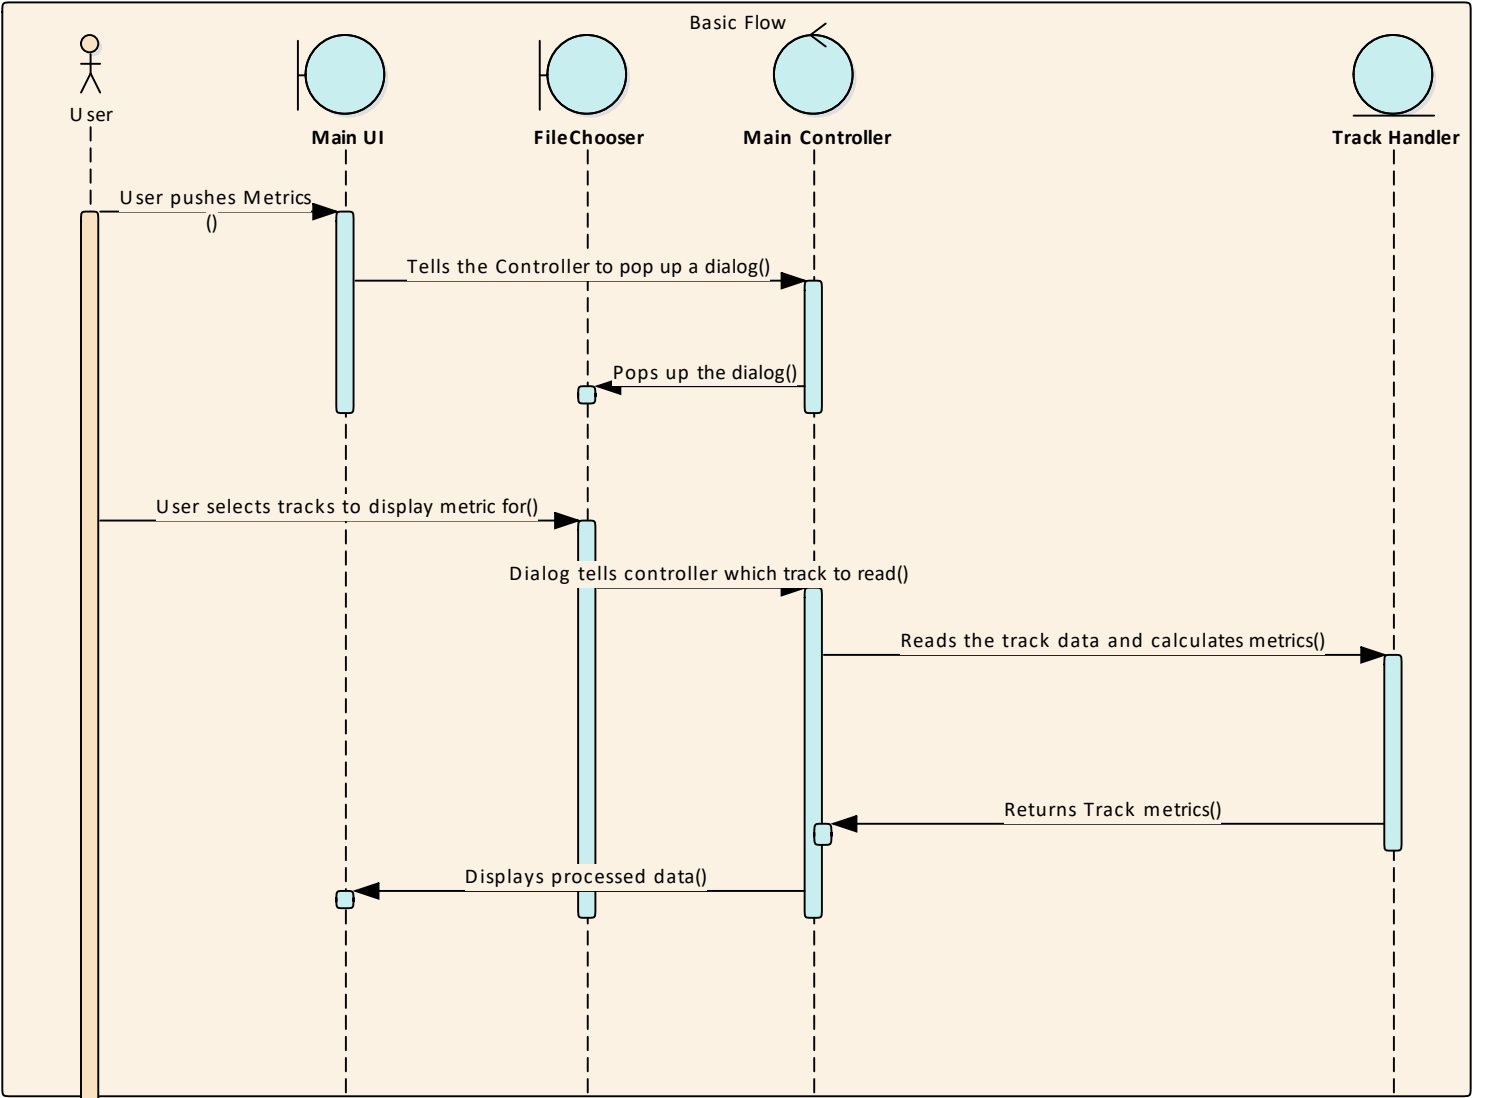 Basic Flow
User
Main UI
FileChooser
Main Controller
Track Handler
User pushes Metrics
()
Tells the Controller to pop up a dialog()
Pops up the dialog()
User selects tracks to display metric for()
Dialog tells controller which track to read()
Reads the track data and calculates metrics()
Returns Track metrics()
Displays processed data()